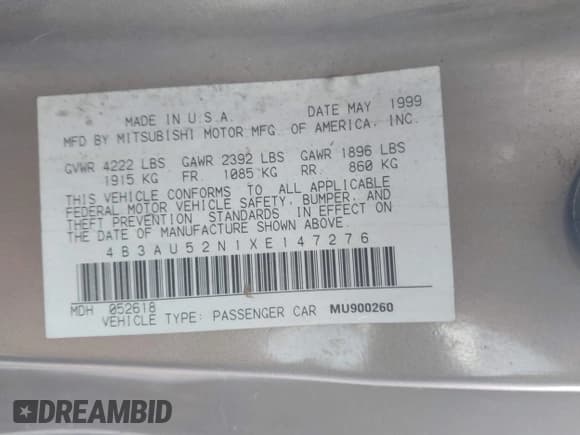 MADE IN U.S.A. DATE MAY 1999
MFD BY MITSUBISHI MOTOR MFG. OF AMERICA. INC.
GVWR 4222 LBS GAWR 2392 LBS GAWR 1896 LBS
1915 KG FR. 1085 KG RR. 860 KG
THIS VEHICLE CONFORMS TO ALL APPLICABLE
FEDERAL MOTOR VEHICLE SAFETY, BUMPER, AND
THEFT PREVENTION STANDARDS IN EFFECT ON
THE DATE OF MANUFACTURE SHOWN ABOVE.
4B3AU52N1XE147276
MDH 052618
VEHICLE TYPE: PASSENGER CAR MU900260
DREAMBID